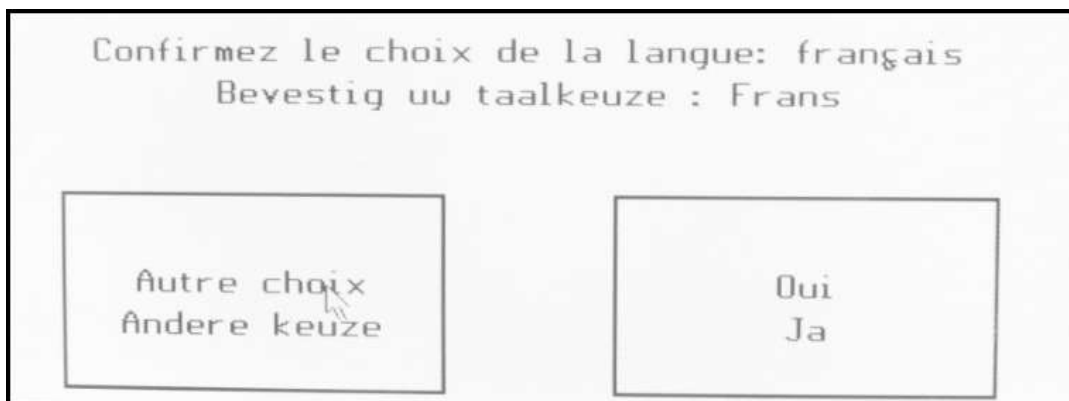 Confirmez le choix de la langue: français
Bevestig uw taalkeuze : Frans
Autre choix
Andere keuze
Oui
Ja